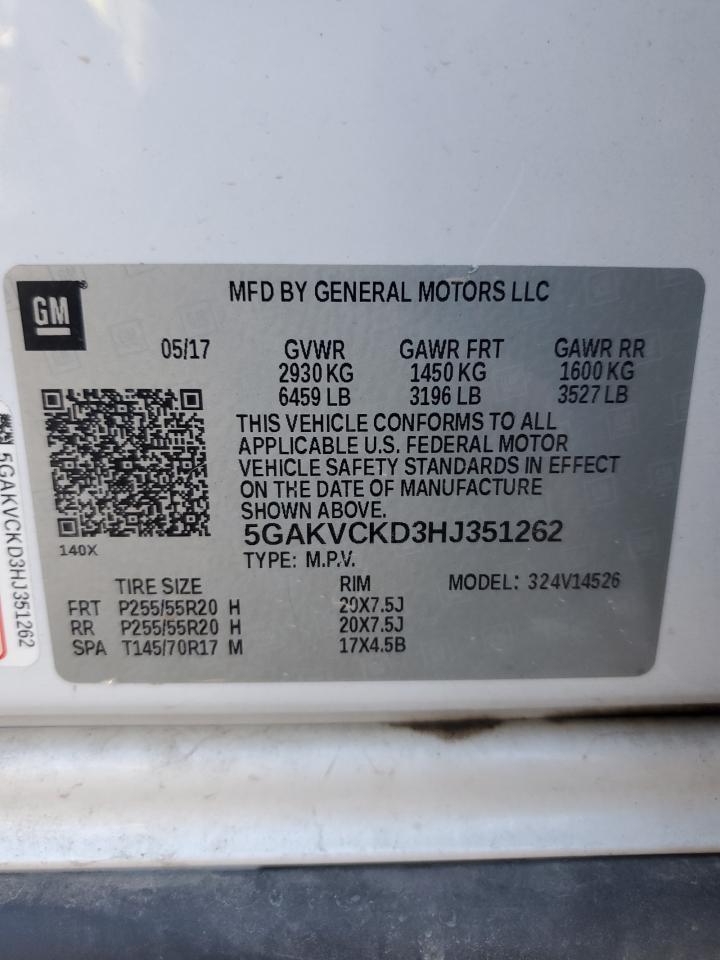 GM
MFD BY GENERAL MOTORS LLC
05/17 GVWR GAWR FRT GAWR RR
2930 KG 1450 KG 1600 KG
6459 LB 3196 LB 3527 LB
THIS VEHICLE CONFORMS TO ALL
APPLICABLE U.S. FEDERAL MOTOR
VEHICLE SAFETY STANDARDS IN EFFECT
ON THE DATE OF MANUFACTURE
SHOWN ABOVE.
140X
5GAKVCKD3HJ351262
TYPE: M.P.V.
TIRE SIZE RIM MODEL: 324V14526
FRT P255/55R20 H 20X7.5J
RR P255/55R20 H 20X7.5J
SPA T145/70R17 M 17X4.5B
5GAKVCKD3HJ351262